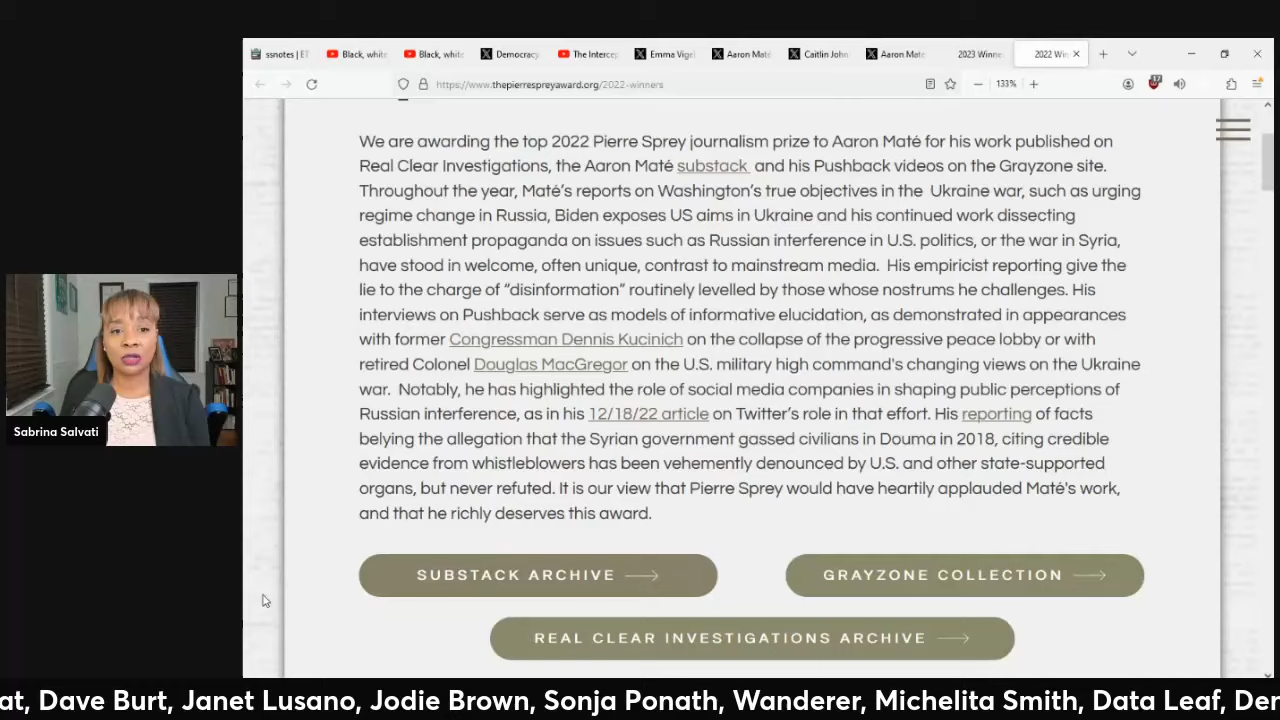 ssnotes | ET
Black, white
Black, white
Democracy
The Intercep
Emma Vigel
Aaron Maté
Caitlin John
Aaron Maté
2023 Winne
2022 Win
https://www.thepierrespreyaward.org/2022-winners
133%
We are awarding the top 2022 Pierre Sprey journalism prize to Aaron Maté for his work published on
Real Clear Investigations, the Aaron Maté substack and his Pushback videos on the Grayzone site.
Throughout the year, Maté's reports on Washington's true objectives in the Ukraine war, such as urging
regime change in Russia, Biden exposes US aims in Ukraine and his continued work dissecting
establishment propaganda on issues such as Russian interference in U.S. politics, or the war in Syria,
have stood in welcome, often unique, contrast to mainstream media. His empiricist reporting give the
lie to the charge of “disinformation” routinely levelled by those whose nostrums he challenges. His
interviews on Pushback serve as models of informative elucidation, as demonstrated in appearances
with former Congressman Dennis Kucinich on the collapse of the progressive peace lobby or with
retired Colonel Douglas MacGregor on the U.S. military high command's changing views on the Ukraine
war. Notably, he has highlighted the role of social media companies in shaping public perceptions of
Russian interference, as in his 12/18/22 article on Twitter's role in that effort. His reporting of facts
belying the allegation that the Syrian government gassed civilians in Douma in 2018, citing credible
evidence from whistleblowers has been vehemently denounced by U.S. and other state-supported
organs, but never refuted. It is our view that Pierre Sprey would have heartily applauded Maté's work,
and that he richly deserves this award.
SUBSTACK ARCHIVE
GRAYZONE COLLECTION
REAL CLEAR INVESTIGATIONS ARCHIVE
Sabrina Salvati
at, Dave Burt, Janet Lusano, Jodie Brown, Sonja Ponath, Wanderer, Michelita Smith, Data Leaf, Der